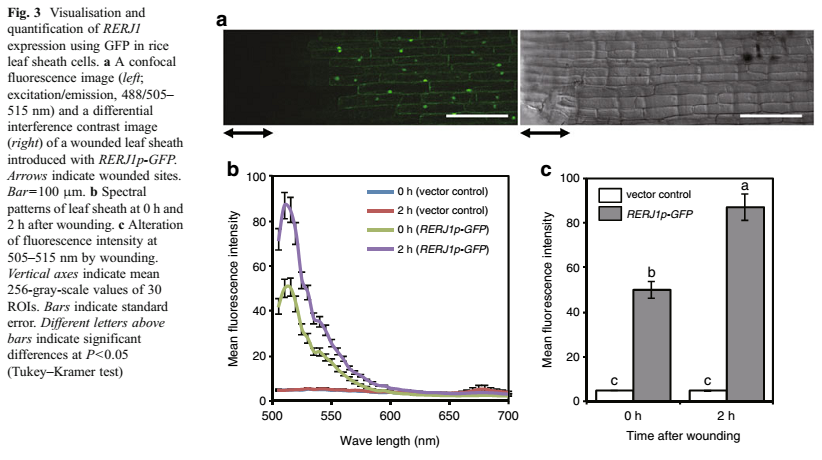 Fig. 3 Visualisation and
quantification of RERJ1
expression using GFP in rice
leaf sheath cells. a A confocal
fluorescence image (left;
excitation/emission, 488/505–
515 nm) and a differential
interference contrast image
(right) of a wounded leaf sheath
introduced with RERJ1p-GFP.
Arrows indicate wounded sites.
Bar=100 μm. b Spectral
patterns of leaf sheath at 0 h and
2 h after wounding. c Alteration
of fluorescence intensity at
505–515 nm by wounding.
Vertical axes indicate mean
256-gray-scale values of 30
ROIs. Bars indicate standard
error. Different letters above
bars indicate significant
differences at P<0.05
(Tukey–Kramer test)
a
b
100
80
60
40
20
0
Mean fluorescence intensity
0 h (vector control)
2 h (vector control)
0 h (RERJ1p-GFP)
2 h (RERJ1p-GFP)
500 550 600 650 700
Wave length (nm)
c
100
80
60
40
20
0
Mean fluorescence intensity
vector control
RERJ1p-GFP
a
b
c
c
0 h 2 h
Time after wounding